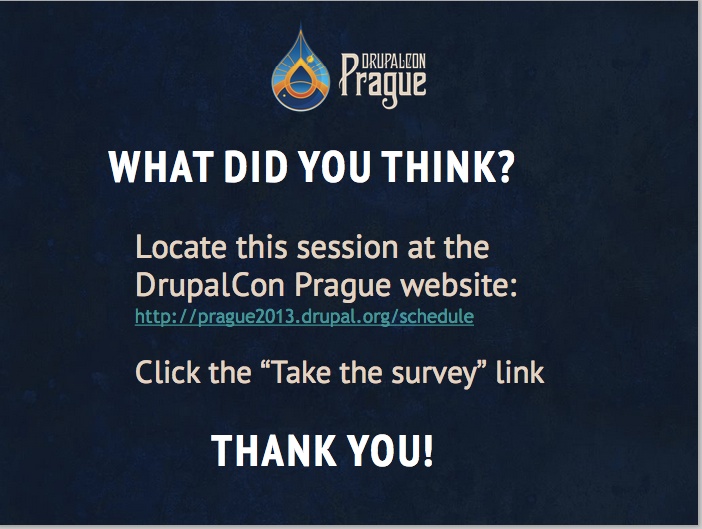 DRUPALCON
Prague
WHAT DID YOU THINK?
Locate this session at the
DrupalCon Prague website:
http://prague2013.drupal.org/schedule
Click the “Take the survey” link
THANK YOU!